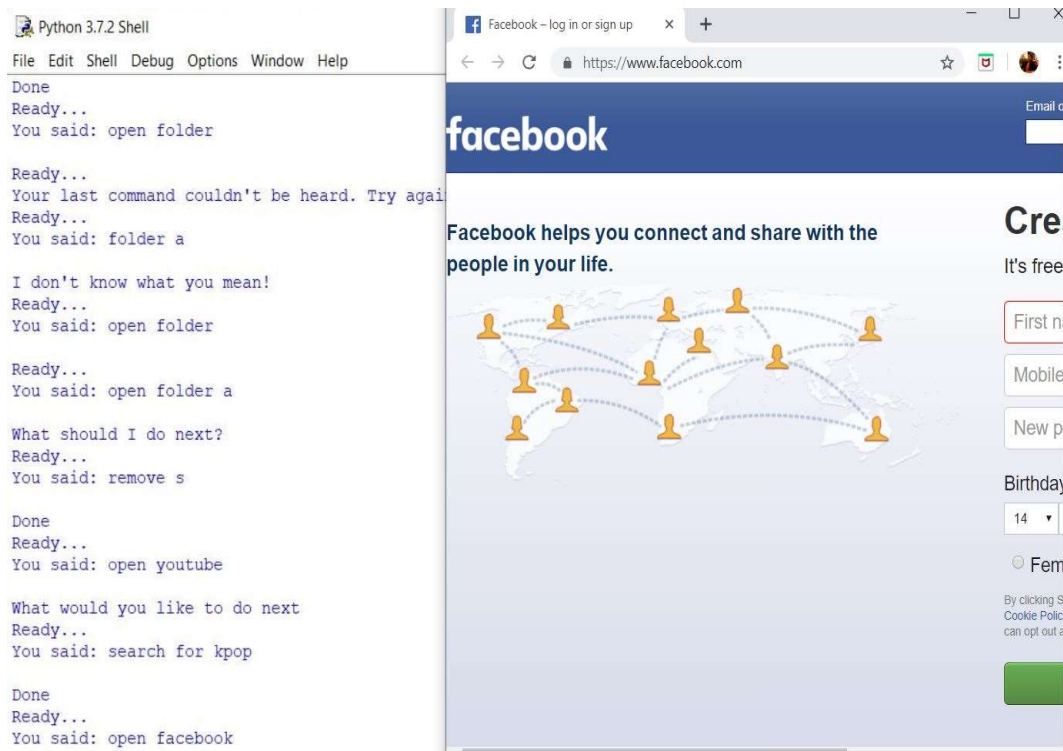 Python 3.7.2 Shell
File Edit Shell Debug Options Window Help
Done
Ready...
You said: open folder
Ready...
Your last command couldn't be heard. Try agai
Ready...
You said: folder a
I don't know what you mean!
Ready...
You said: open folder
Ready...
You said: open folder a
What should I do next?
Ready...
You said: remove s
Done
Ready...
You said: open youtube
What would you like to do next
Ready...
You said: search for kpop
Done
Ready...
You said: open facebook
Facebook – log in or sign up
https://www.facebook.com
Email o
facebook
Facebook helps you connect and share with the
people in your life.
Cre
It's free
First n
Mobile
New p
Birthday
14
Fem
By clicking S
Cookie Polic
can opt out a